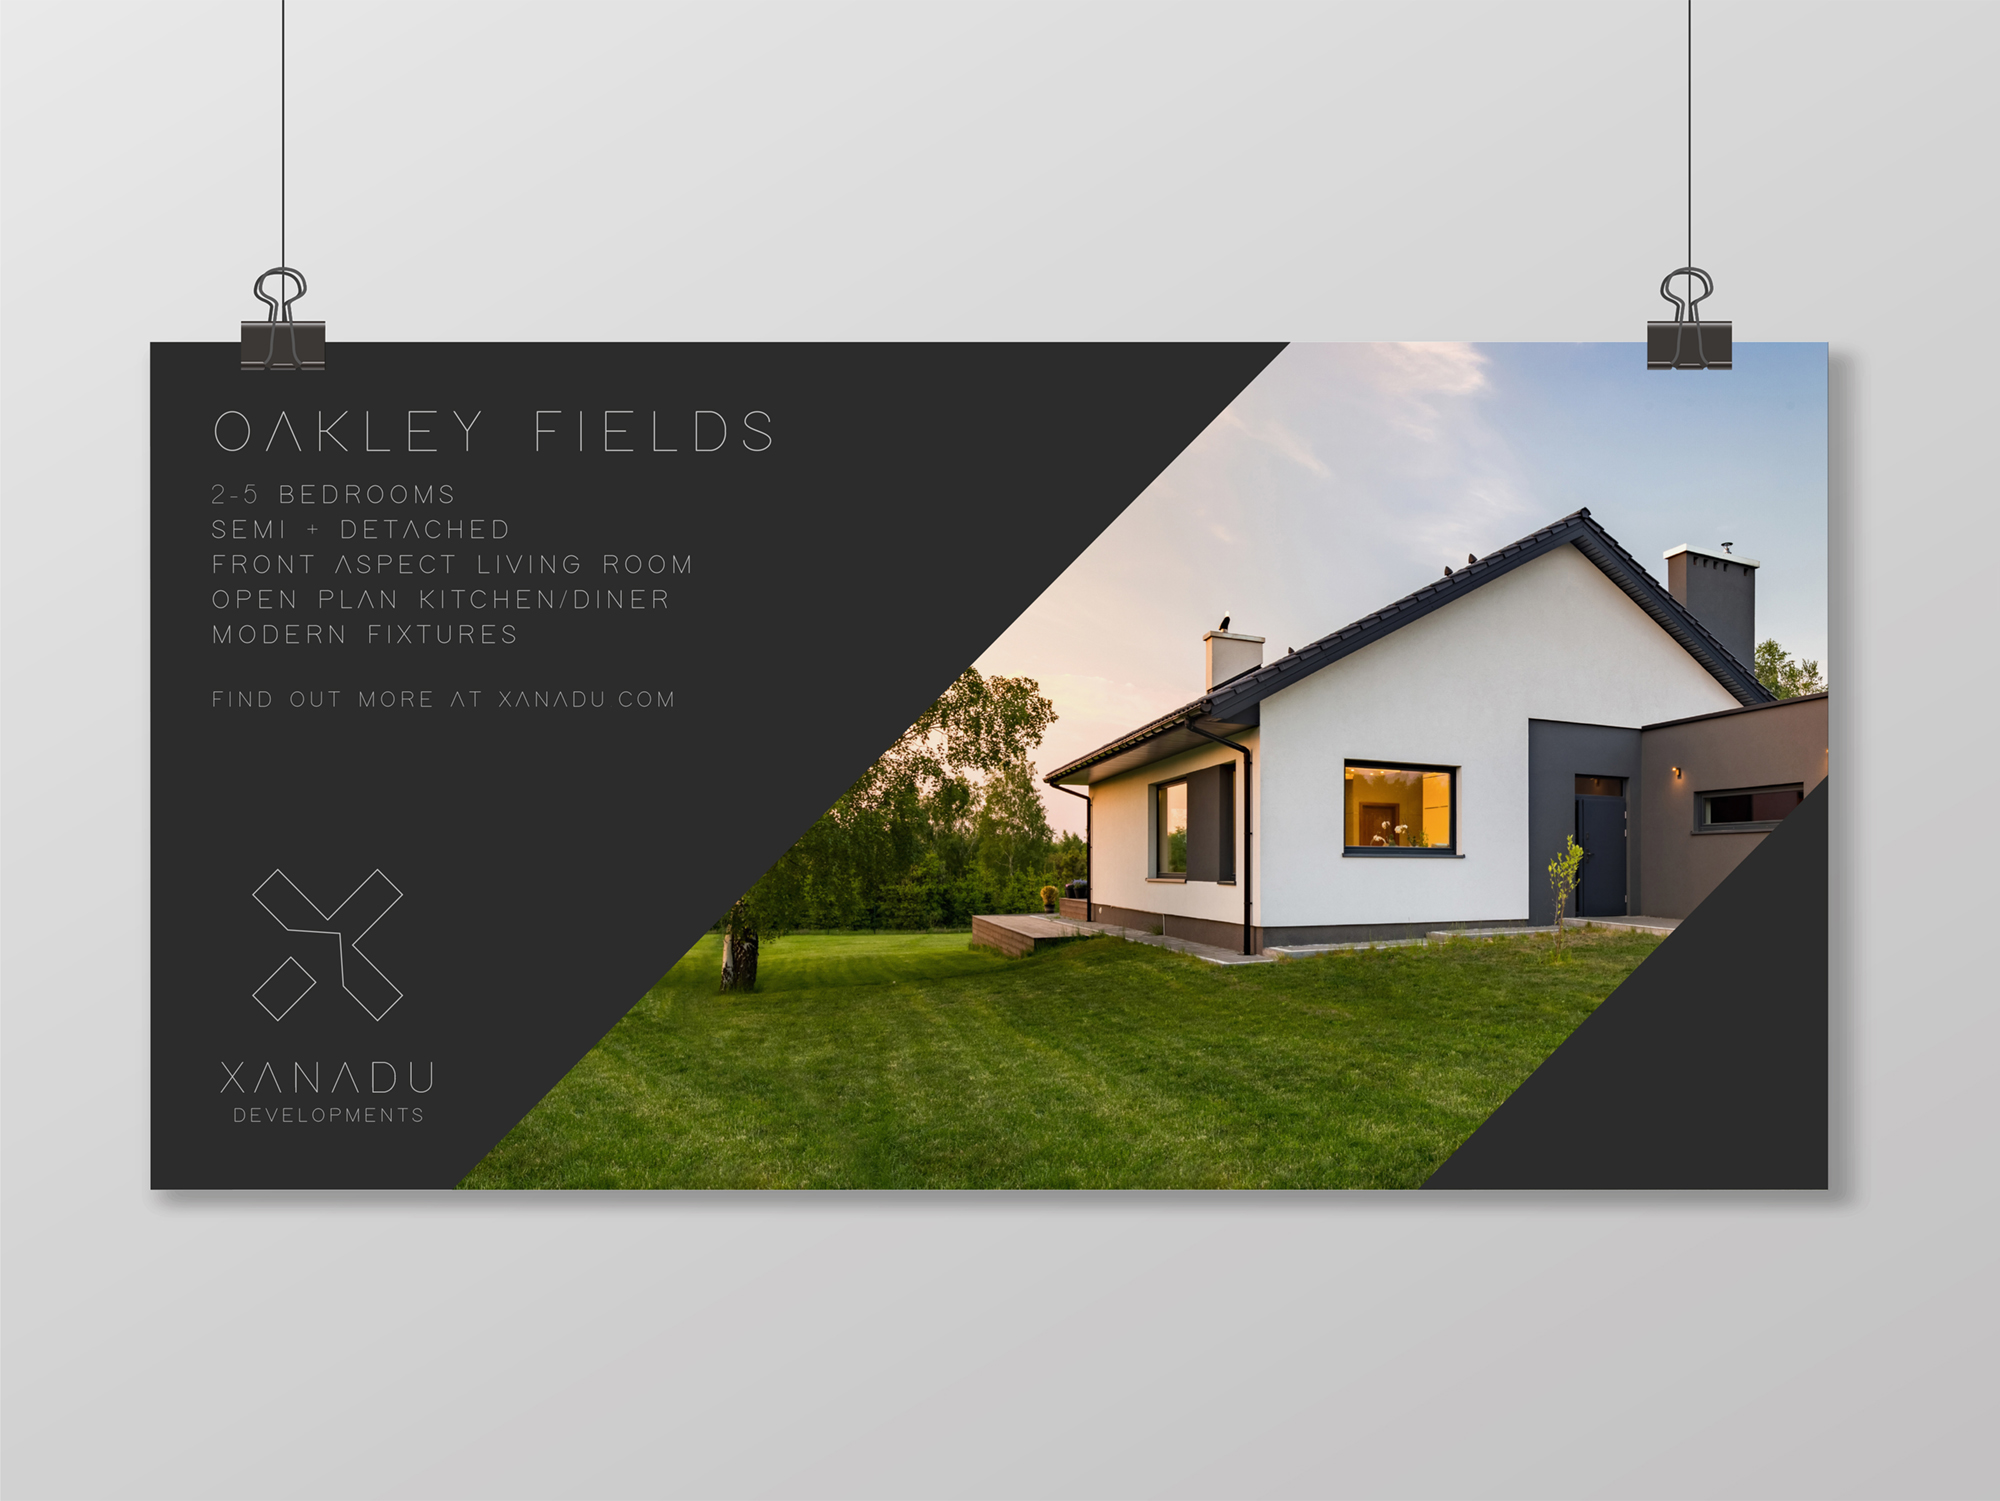 OAKLEY FIELDS
2-5 BEDROOMS
SEMI + DETACHED
FRONT ASPECT LIVING ROOM
OPEN PLAN KITCHEN/DINER
MODERN FIXTURES
FIND OUT MORE AT XANADU.COM
XANADU
DEVELOPMENTS